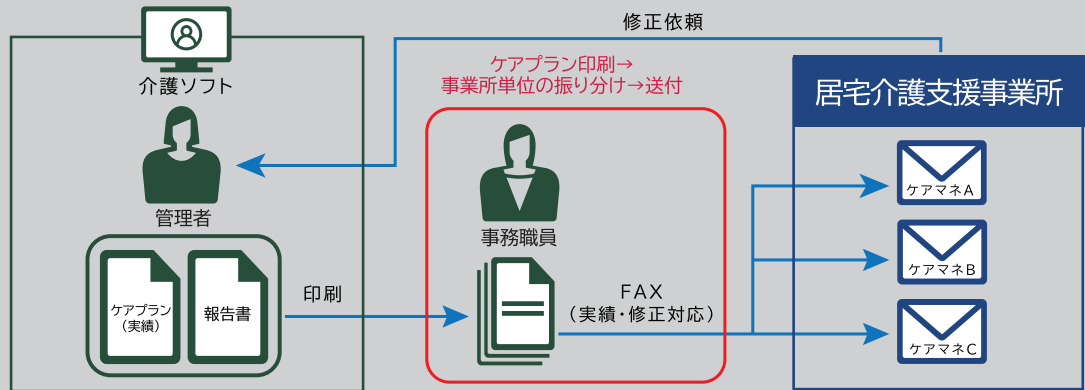 修正依頼
介護ソフト
管理者
ケアプラン
(実績)
報告書
印刷
ケアプラン印刷→
事業所単位の振り分け→送付
事務職員
FAX
(実績・修正対応)
居宅介護支援事業所
ケアマネA
ケアマネB
ケアマネC